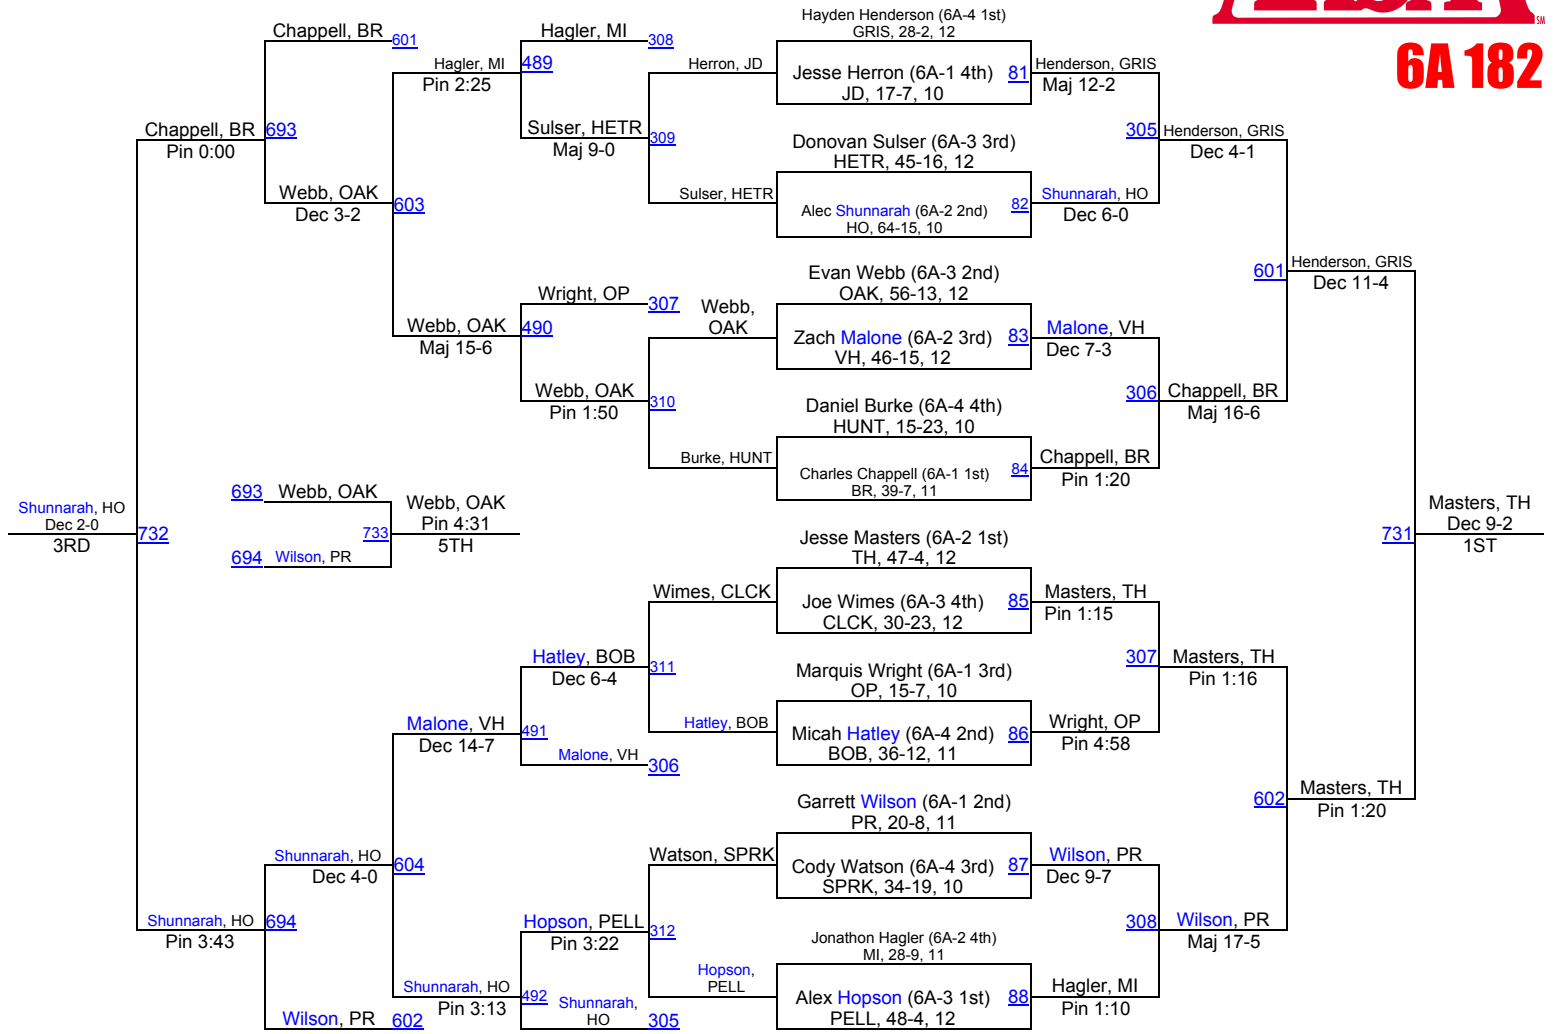 SM
6A 182
Chappell, BR 601
Hagler, MI 308
Hayden Henderson (6A-4 1st)
GRIS, 28-2, 12
Hagler, MI 489
Pin 2:25
Herron, JD
Jesse Herron (6A-1 4th) 81
JD, 17-7, 10
Henderson, GRIS
Maj 12-2
Chappell, BR 693
Pin 0:00
Sulser, HETR 309
Maj 9-0
Donovan Sulser (6A-3 3rd)
HETR, 45-16, 12
305 Henderson, GRIS
Dec 4-1
Webb, OAK 603
Dec 3-2
Sulser, HETR
Alec Shunnarah (6A-2 2nd) 82
HO, 64-15, 10
Shunnarah, HO
Dec 6-0
Evan Webb (6A-3 2nd)
OAK, 56-13, 12
601 Henderson, GRIS
Dec 11-4
Wright, OP 307
Webb,
OAK
Webb, OAK 490
Maj 15-6
Zach Malone (6A-2 3rd) 83
VH, 46-15, 12
Malone, VH
Dec 7-3
Webb, OAK 310
Pin 1:50
Daniel Burke (6A-4 4th)
HUNT, 15-23, 10
306 Chappell, BR
Maj 16-6
Burke, HUNT
Charles Chappell (6A-1 1st) 84
BR, 39-7, 11
Chappell, BR
Pin 1:20
693 Webb, OAK
Shunnarah, HO
Dec 2-0
3RD
732
733
Webb, OAK
Pin 4:31
5TH
694 Wilson, PR
Jesse Masters (6A-2 1st)
TH, 47-4, 12
731
Masters, TH
Dec 9-2
1ST
Wimes, CLCK
Joe Wimes (6A-3 4th) 85
CLCK, 30-23, 12
Masters, TH
Pin 1:15
Hatley, BOB 311
Dec 6-4
Marquis Wright (6A-1 3rd)
OP, 15-7, 10
307 Masters, TH
Pin 1:16
Malone, VH 491
Dec 14-7
Hatley, BOB
Micah Hatley (6A-4 2nd) 86
BOB, 36-12, 11
Wright, OP
Pin 4:58
Malone, VH 306
Garrett Wilson (6A-1 2nd)
PR, 20-8, 11
602 Masters, TH
Pin 1:20
Shunnarah, HO 604
Dec 4-0
Watson, SPRK
Cody Watson (6A-4 3rd) 87
SPRK, 34-19, 10
Wilson, PR
Dec 9-7
Shunnarah, HO 694
Pin 3:43
Hopson, PELL 312
Pin 3:22
Jonathon Hagler (6A-2 4th)
MI, 28-9, 11
308 Wilson, PR
Maj 17-5
Shunnarah, HO 492
Pin 3:13
Hopson,
PELL
Alex Hopson (6A-3 1st) 88
PELL, 48-4, 12
Hagler, MI
Pin 1:10
Wilson, PR 602
Shunnarah,
HO 305